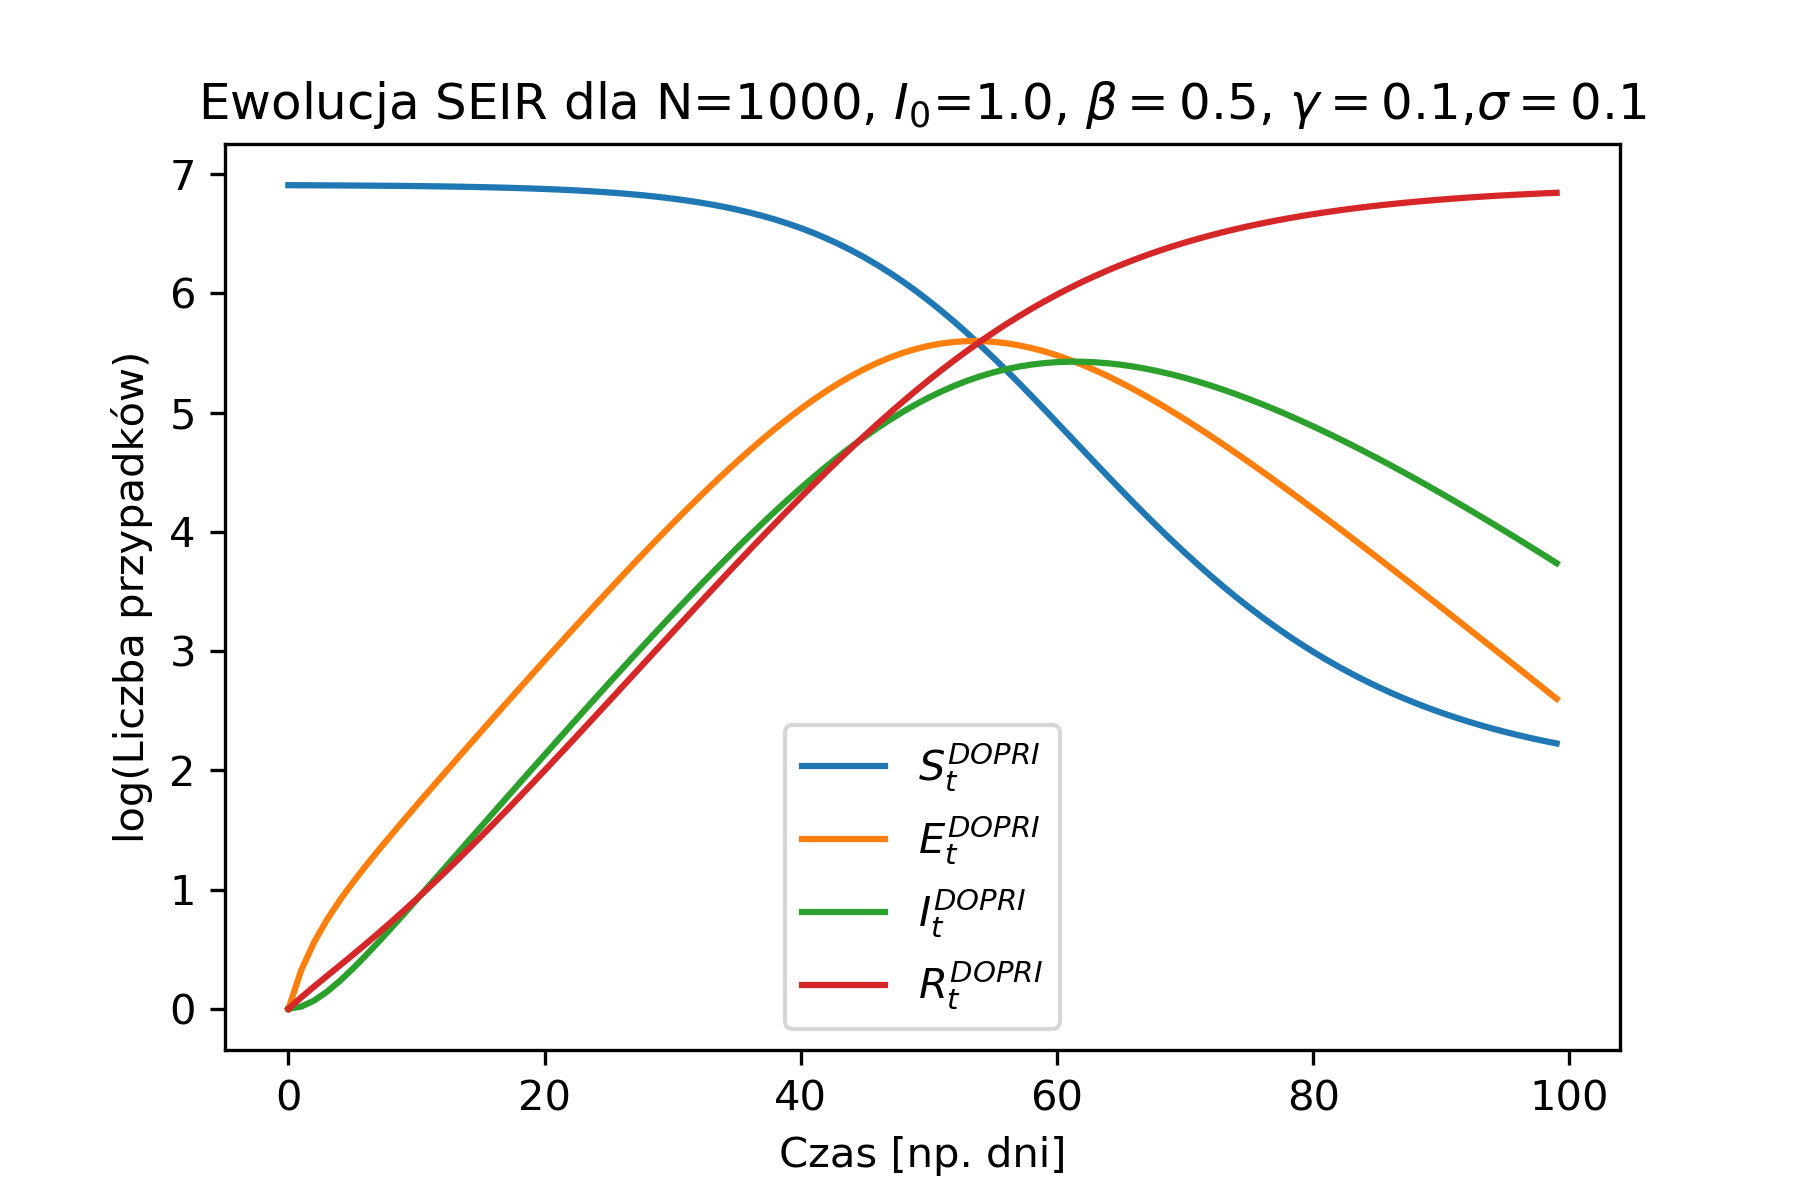 Ewolucja SEIR dla N=1000, I₀=1.0, β = 0.5, γ = 0.1,σ = 0.1
log(Liczba przypadków)
7
6
5
4
3
2
1
0
S_t^DOPRI
E_t^DOPRI
I_t^DOPRI
R_t^DOPRI
0 20 40 60 80 100
Czas [np. dni]